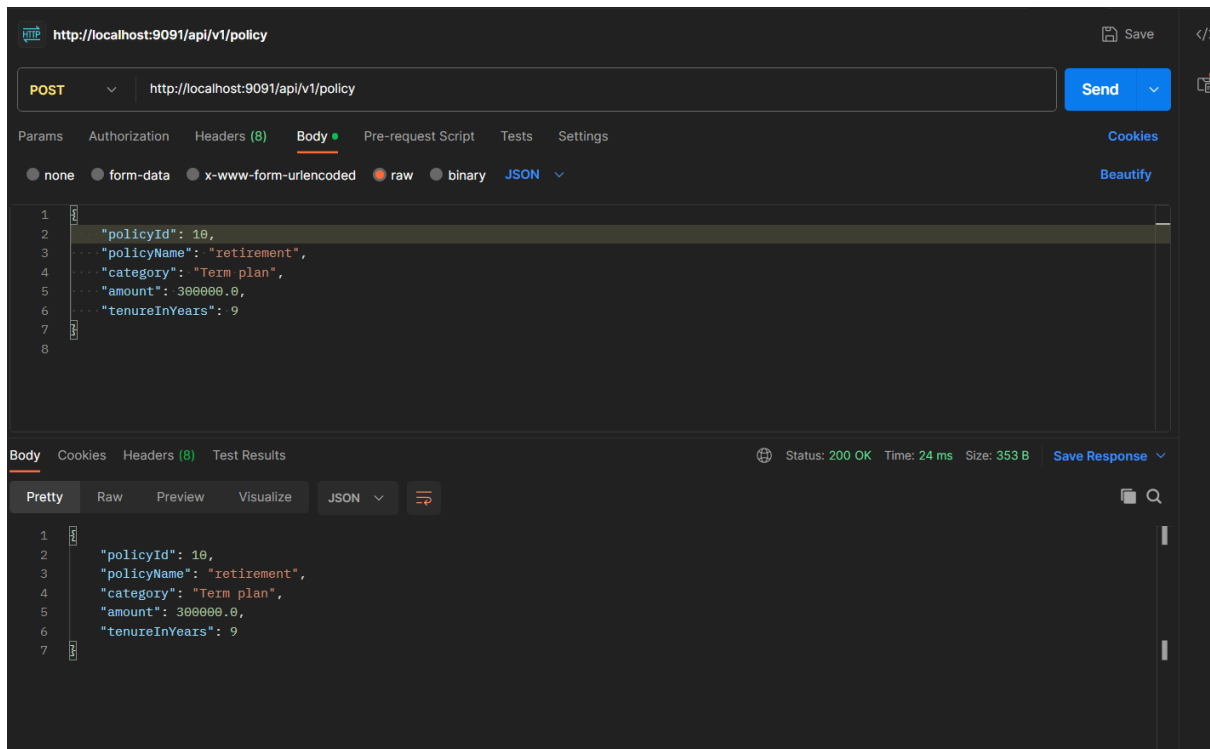 HTTP http://localhost:9091/api/v1/policy Save
POST http://localhost:9091/api/v1/policy Send
Params Authorization Headers (8) Body Pre-request Script Tests Settings Cookies
none form-data x-www-form-urlencoded raw binary JSON Beautify
1 {
2 "policyId": 10,
3 "policyName": "retirement",
4 "category": "Term plan",
5 "amount": 300000.0,
6 "tenureInYears": 9
7 }
8
Body Cookies Headers (8) Test Results Status: 200 OK Time: 24 ms Size: 353 B Save Response
Pretty Raw Preview Visualize JSON
1 {
2 "policyId": 10,
3 "policyName": "retirement",
4 "category": "Term plan",
5 "amount": 300000.0,
6 "tenureInYears": 9
7 }